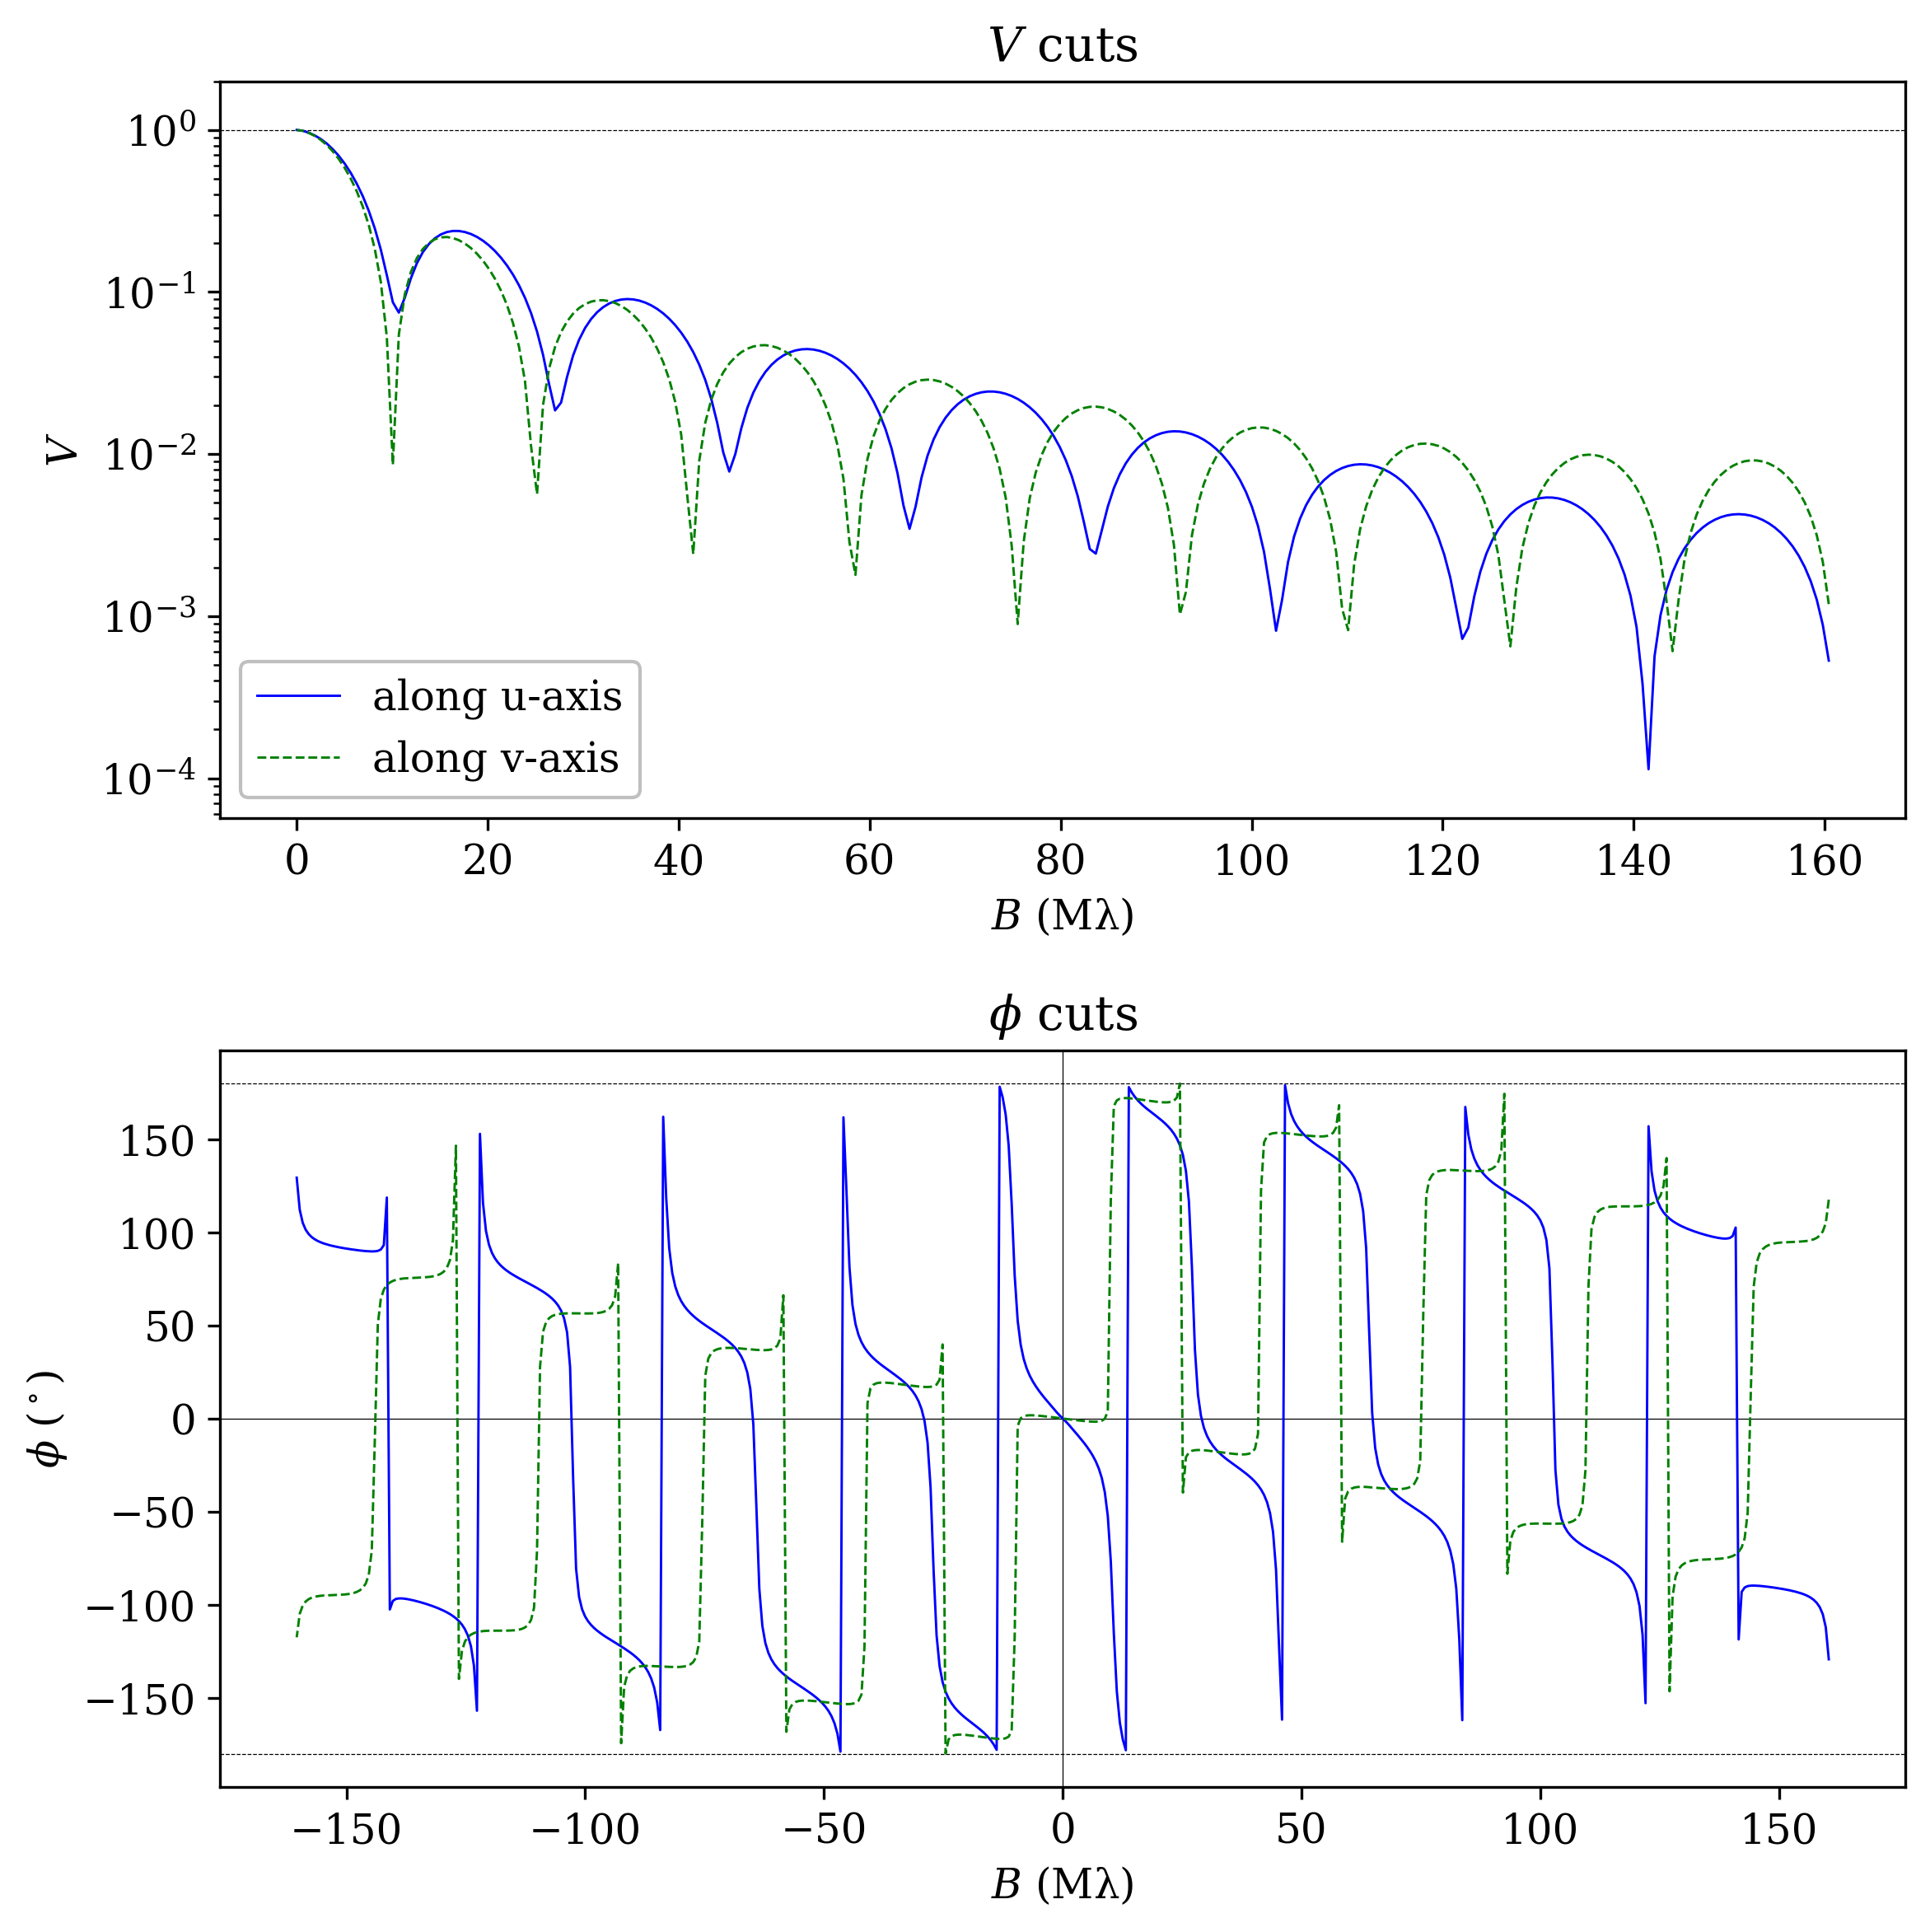 V cuts
V
10⁰
10⁻¹
10⁻²
10⁻³
10⁻⁴
along u-axis
along v-axis
0 20 40 60 80 100 120 140 160
B (Mλ)
ϕ cuts
ϕ (°)
150
100
50
0
−50
−100
−150
−150 −100 −50 0 50 100 150
B (Mλ)